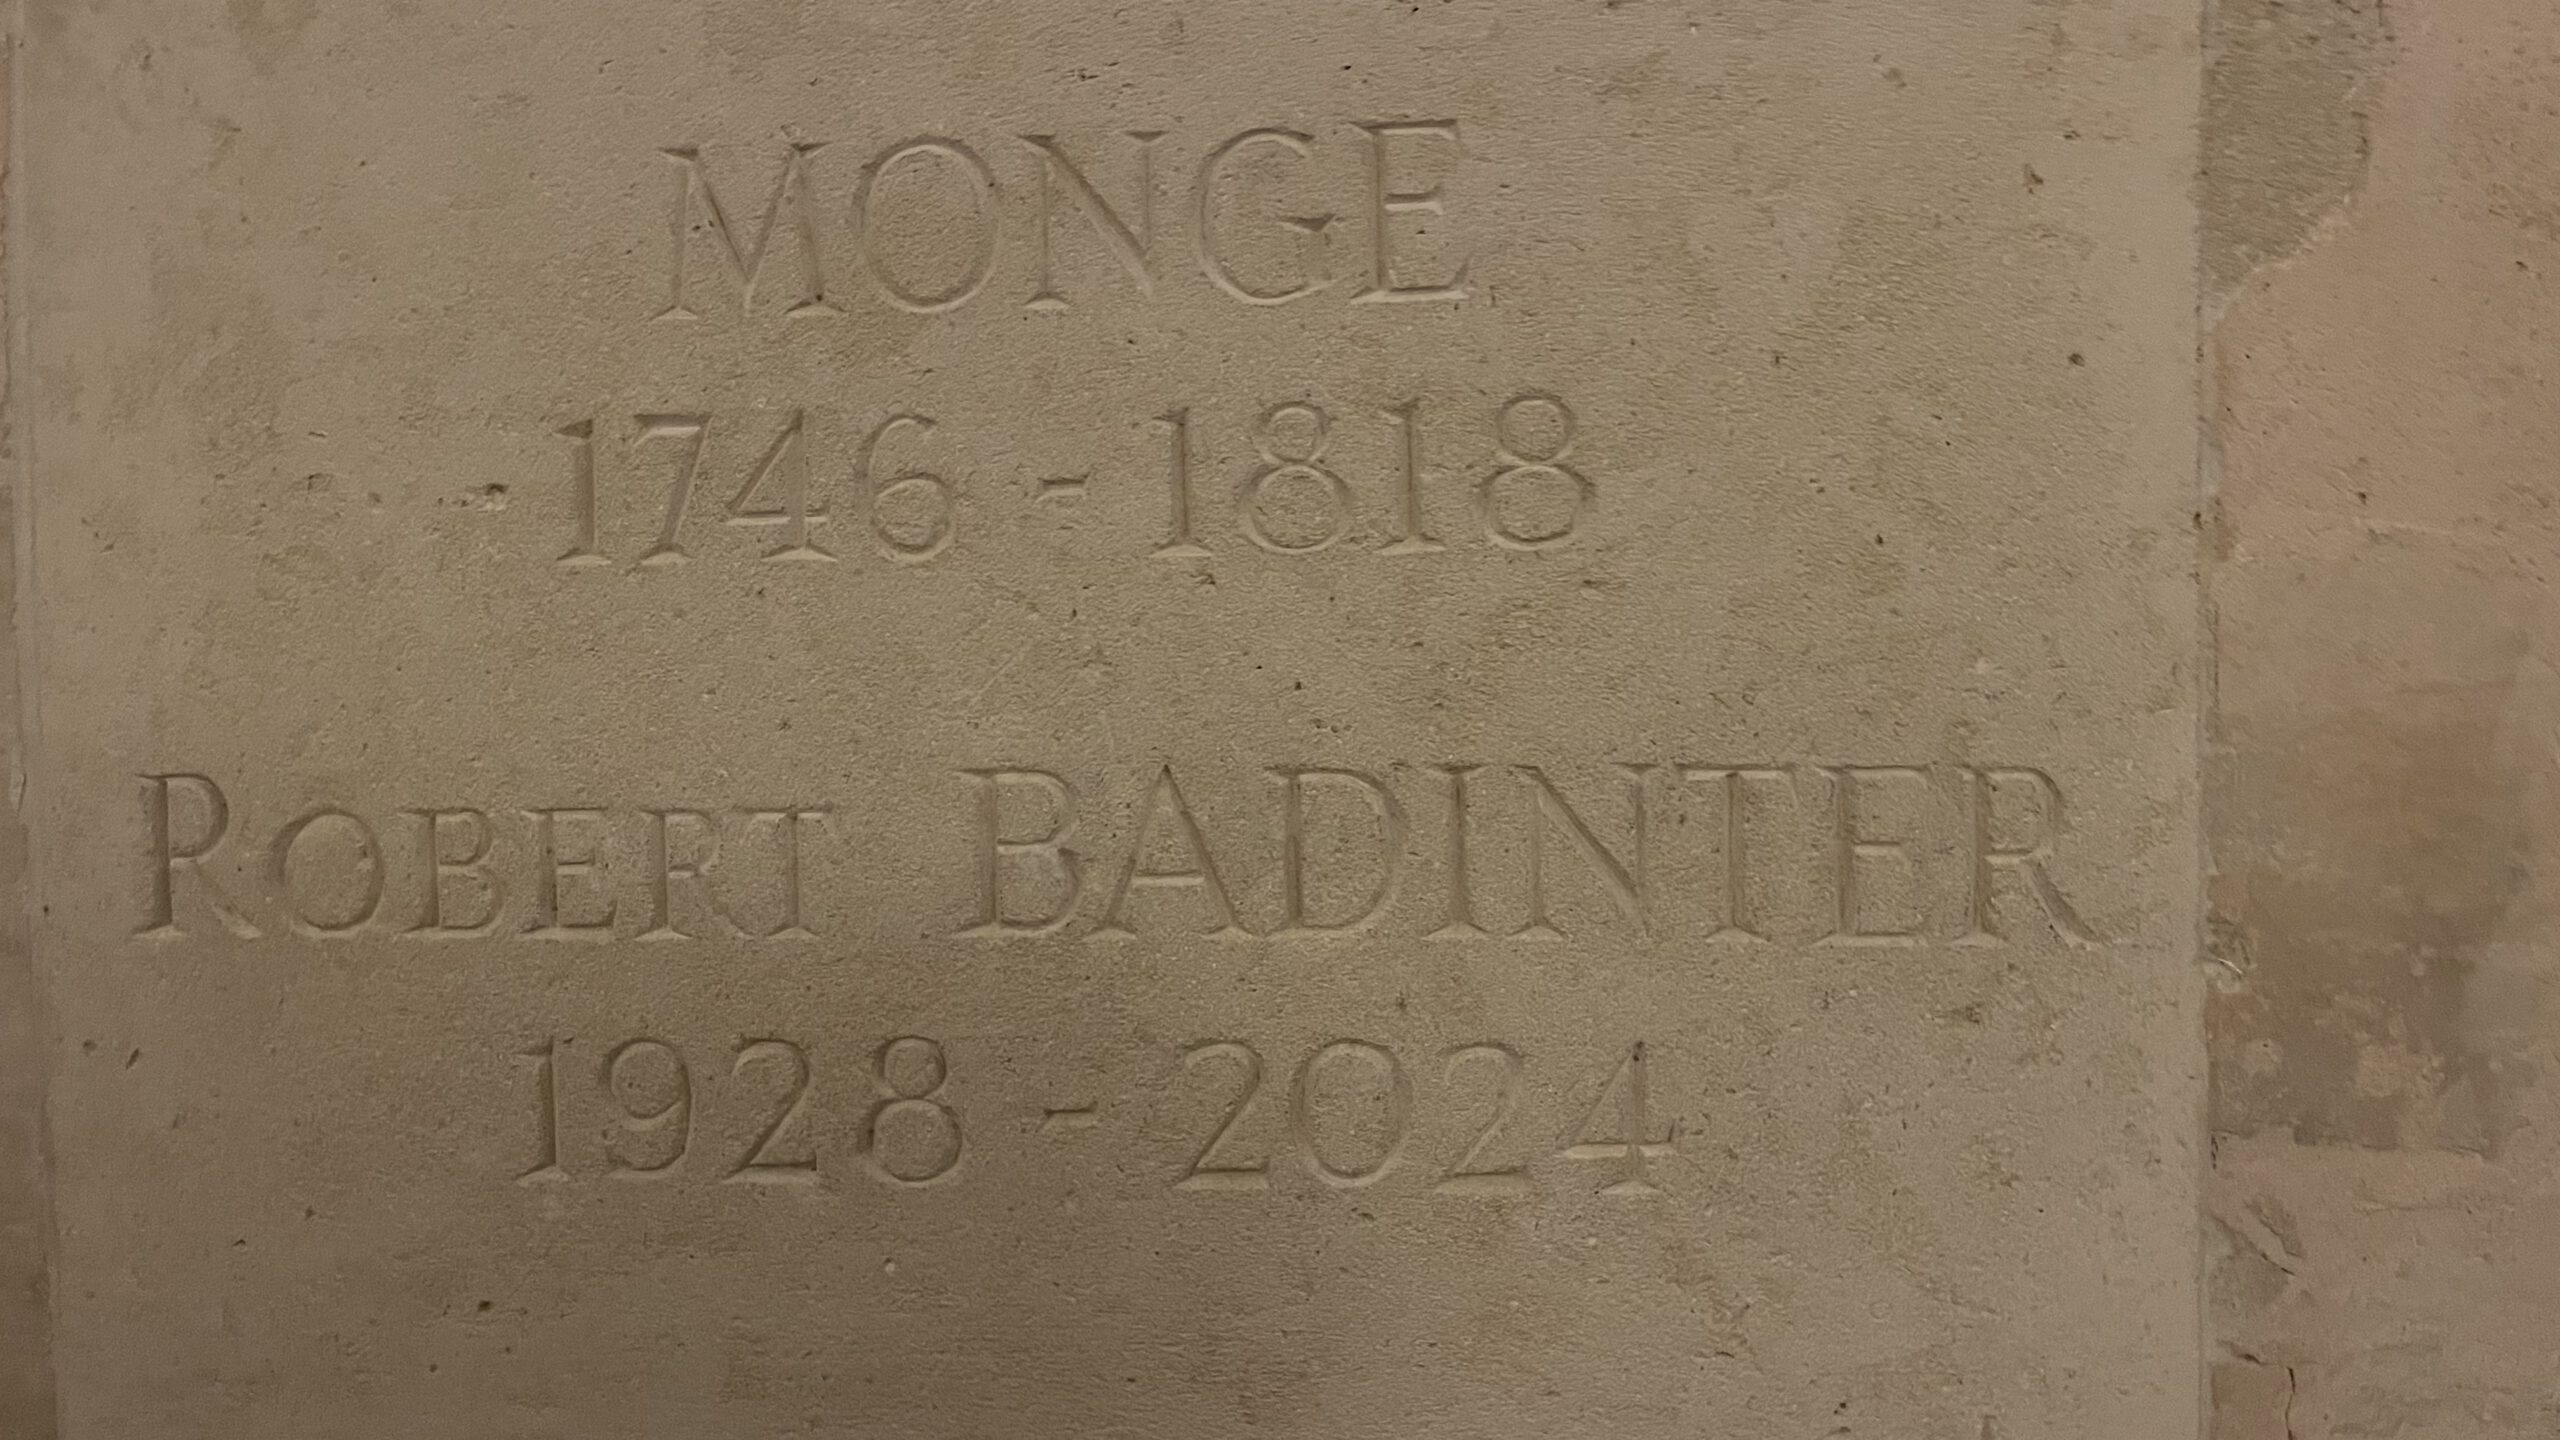 MONGE
1746 - 1818
ROBERT BADINTER
1928 - 2024